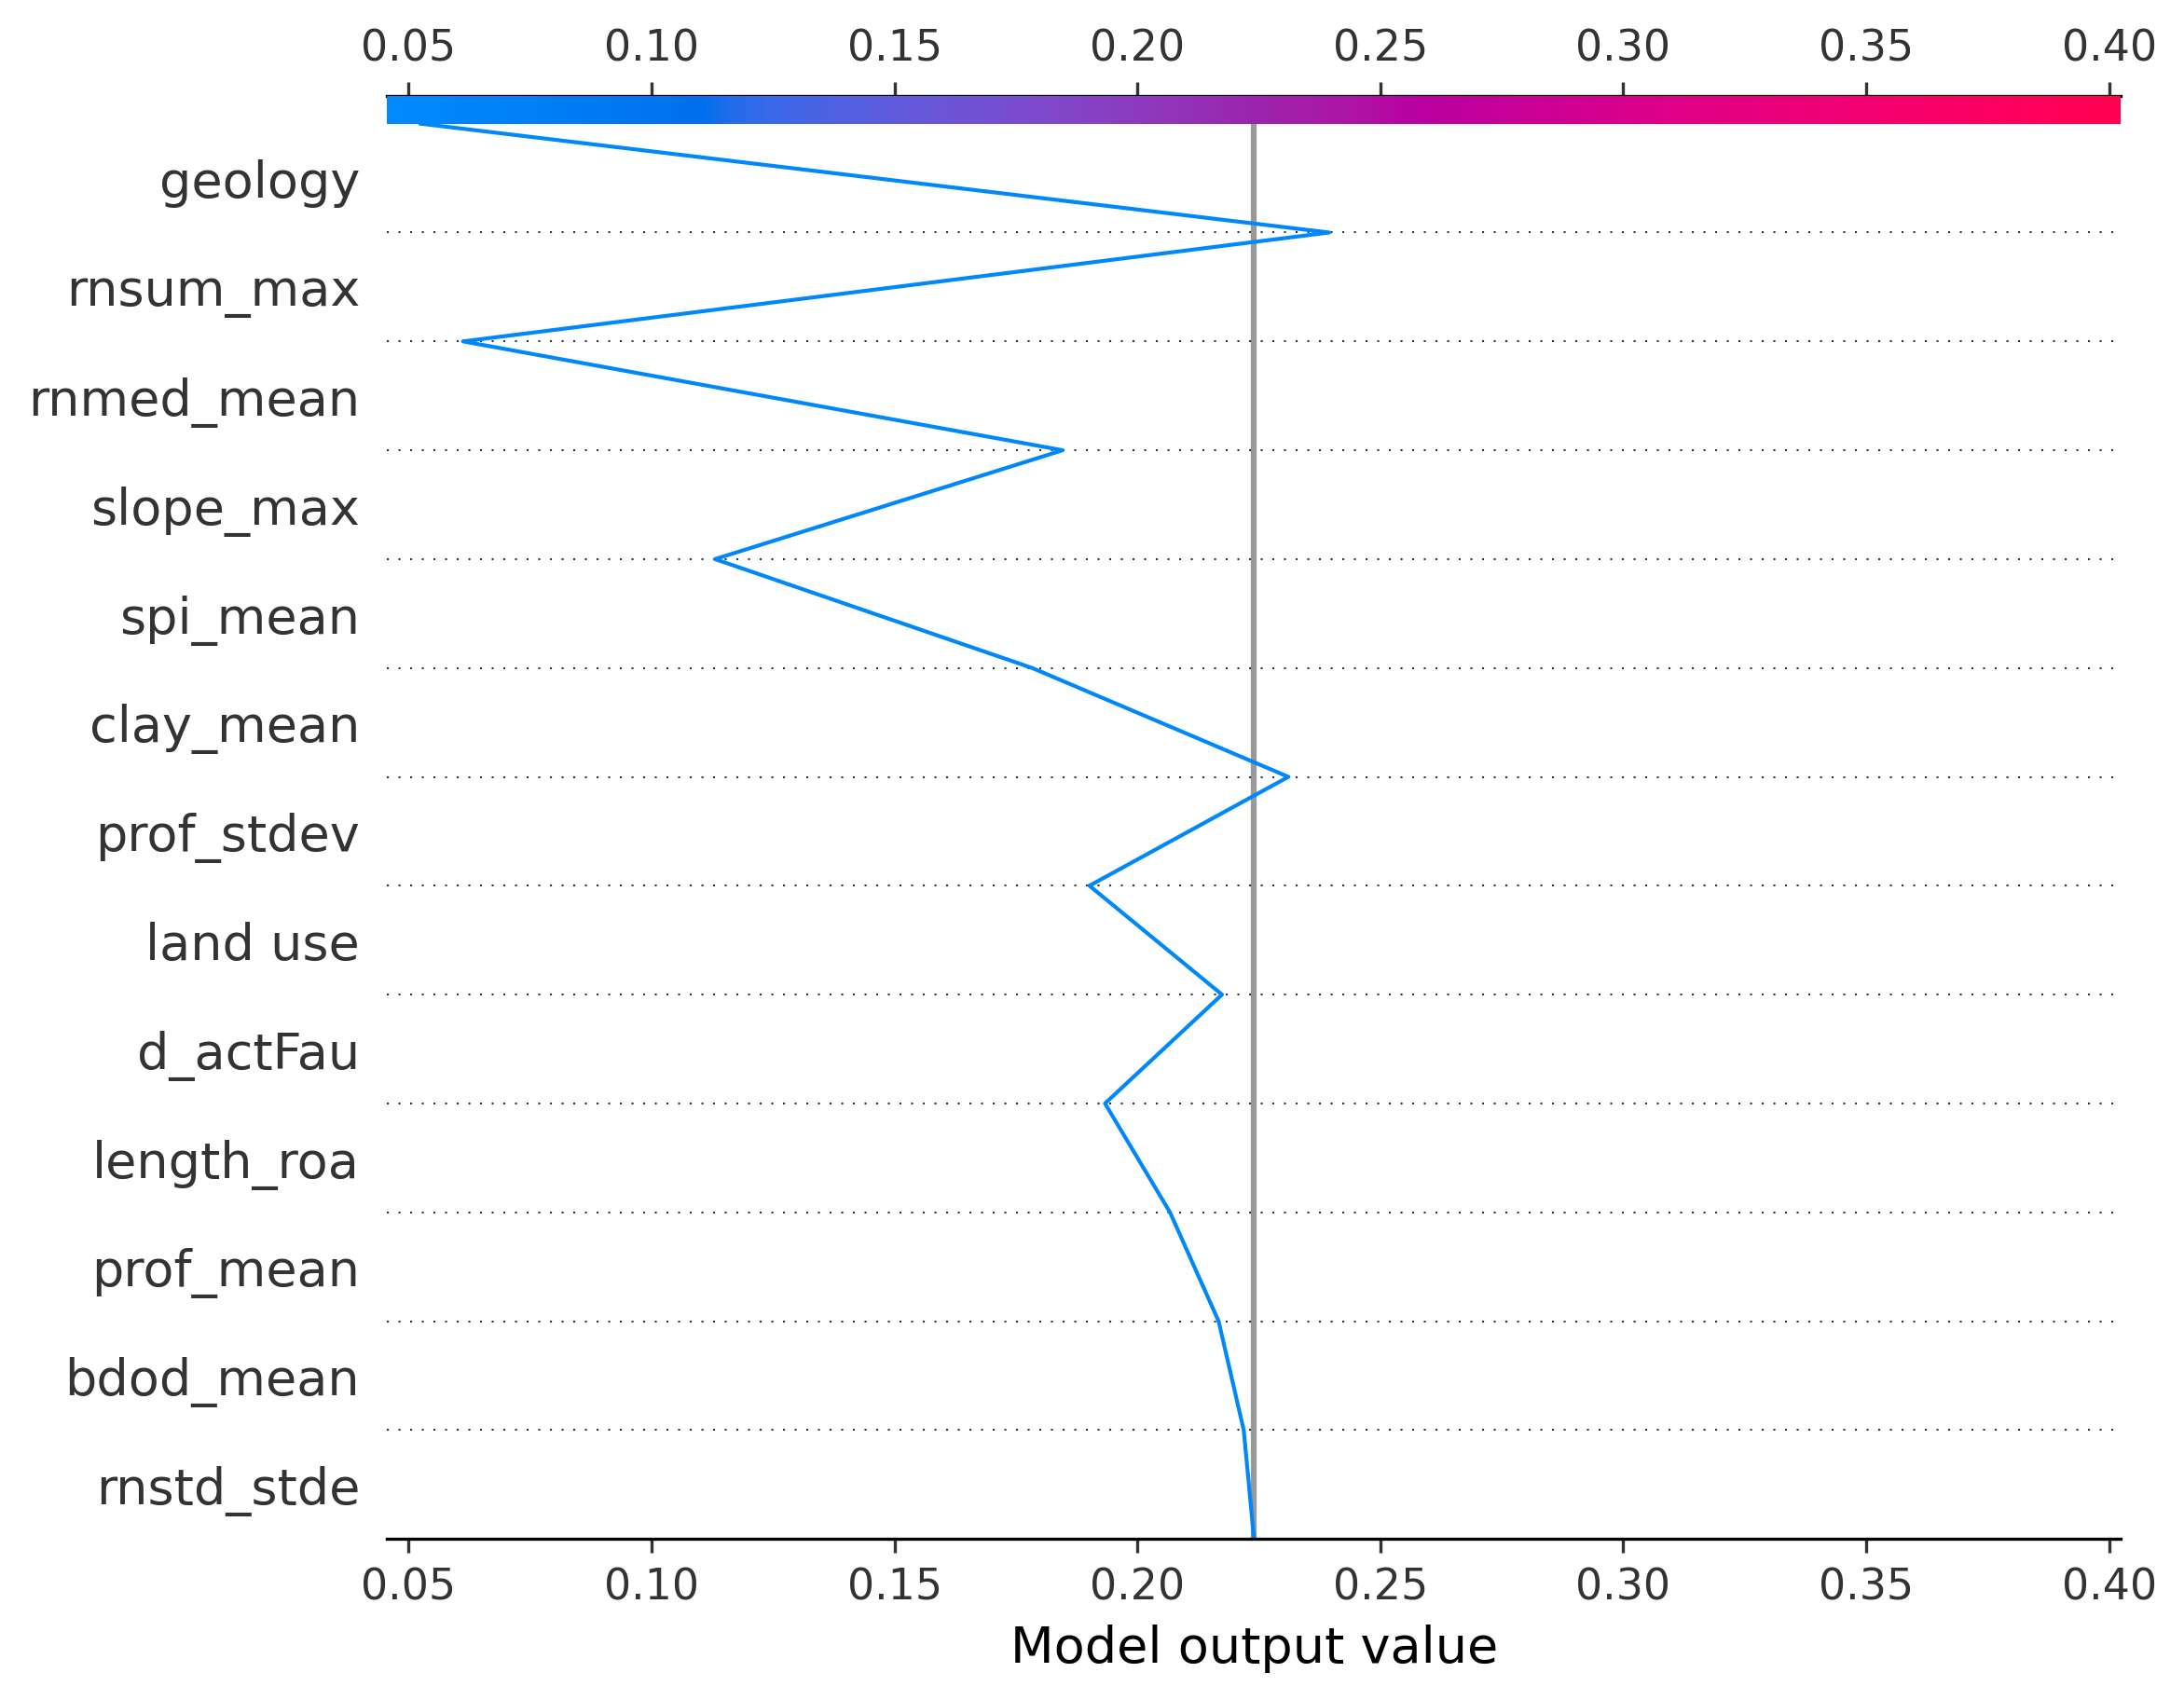 0.05 0.10 0.15 0.20 0.25 0.30 0.35 0.40
geology
rnsum_max
rnmed_mean
slope_max
spi_mean
clay_mean
prof_stdev
land use
d_actFau
length_roa
prof_mean
bdod_mean
rnstd_stde
0.05 0.10 0.15 0.20 0.25 0.30 0.35 0.40
Model output value